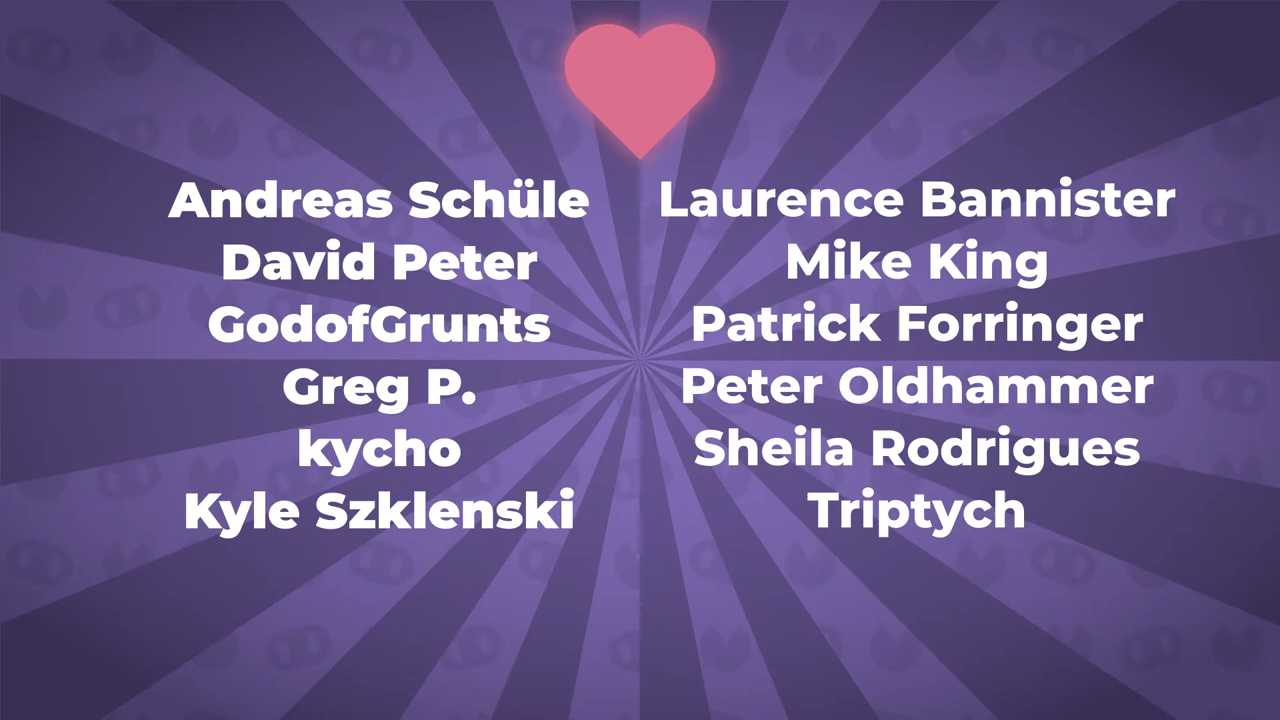 Andreas Schüle
David Peter
GodofGrunts
Greg P.
kycho
Kyle Szklenski
Laurence Bannister
Mike King
Patrick Forringer
Peter Oldhammer
Sheila Rodrigues
Triptych